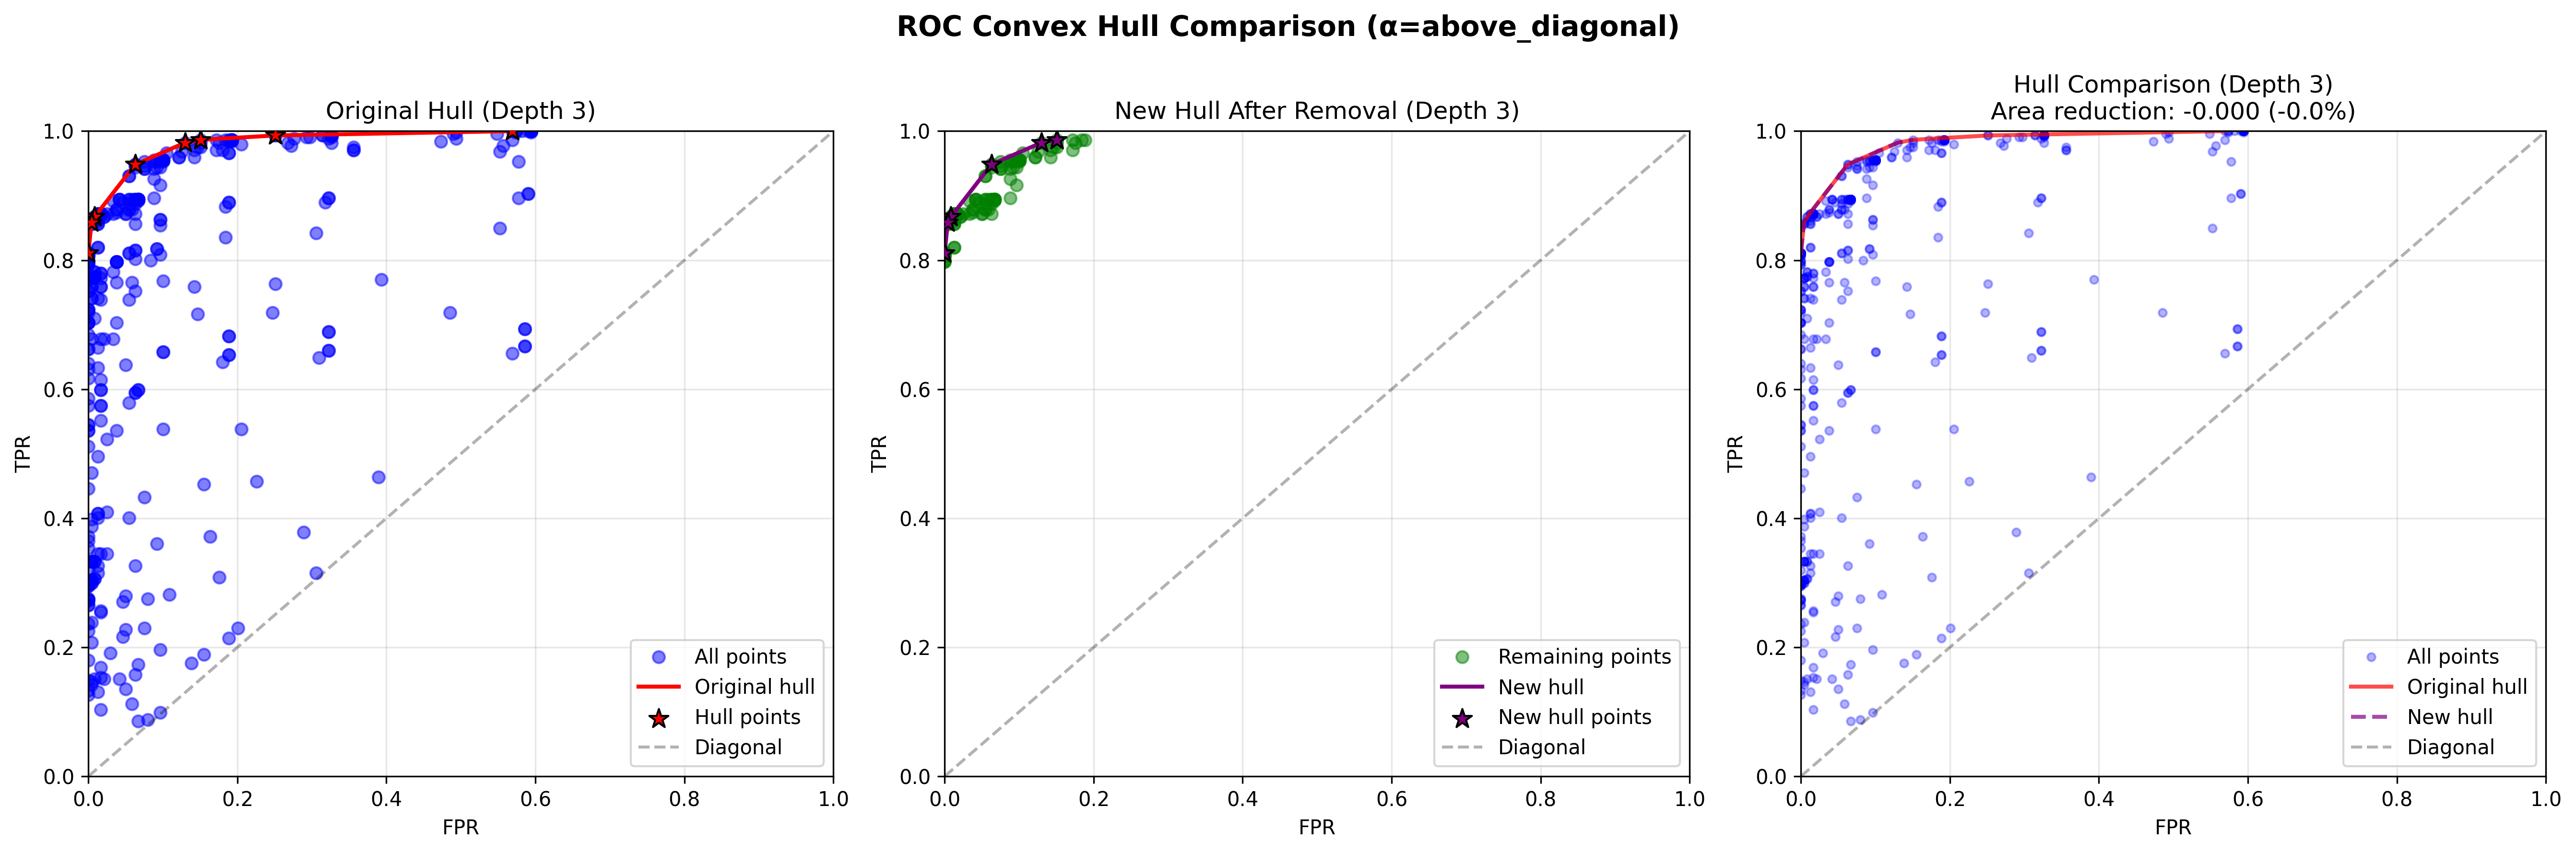 ROC Convex Hull Comparison (α=above_diagonal)
Original Hull (Depth 3)
1.0
0.8
0.6
0.4
0.2
0.0
TPR
0.0 0.2 0.4 0.6 0.8 1.0
FPR
All points
Original hull
Hull points
Diagonal
New Hull After Removal (Depth 3)
1.0
0.8
0.6
0.4
0.2
0.0
TPR
0.0 0.2 0.4 0.6 0.8 1.0
FPR
Remaining points
New hull
New hull points
Diagonal
Hull Comparison (Depth 3)
Area reduction: -0.000 (-0.0%)
1.0
0.8
0.6
0.4
0.2
0.0
TPR
0.0 0.2 0.4 0.6 0.8 1.0
FPR
All points
Original hull
New hull
Diagonal